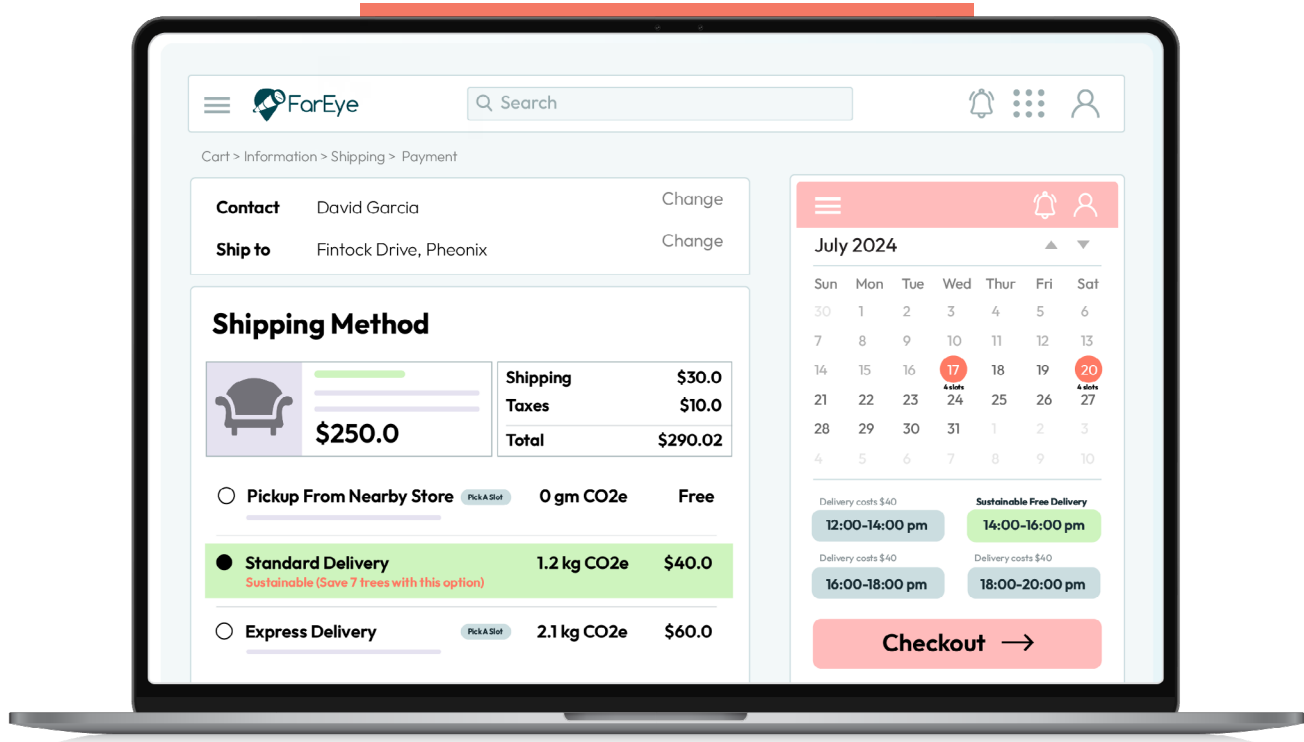 FarEye
Search
Cart > Information > Shipping > Payment
Contact David Garcia Change
Ship to Fintock Drive, Pheonix Change
Shipping Method
$250.0
Shipping $30.0
Taxes $10.0
Total $290.02
Pickup From Nearby Store Pick A Slot 0 gm CO2e Free
Standard Delivery 1.2 kg CO2e $40.0
Sustainable (Save 7 trees with this option)
Express Delivery Pick A Slot 2.1 kg CO2e $60.0
July 2024
Sun Mon Tue Wed Thur Fri Sat
30 1 2 3 4 5 6
7 8 9 10 11 12 13
14 15 16 17 18 19 20
4 slots 4 slots
21 22 23 24 25 26 27
28 29 30 31 1 2 3
4 5 6 7 8 9 10
Delivery costs $40 Sustainable Free Delivery
12:00-14:00 pm 14:00-16:00 pm
Delivery costs $40 Delivery costs $40
16:00-18:00 pm 18:00-20:00 pm
Checkout →